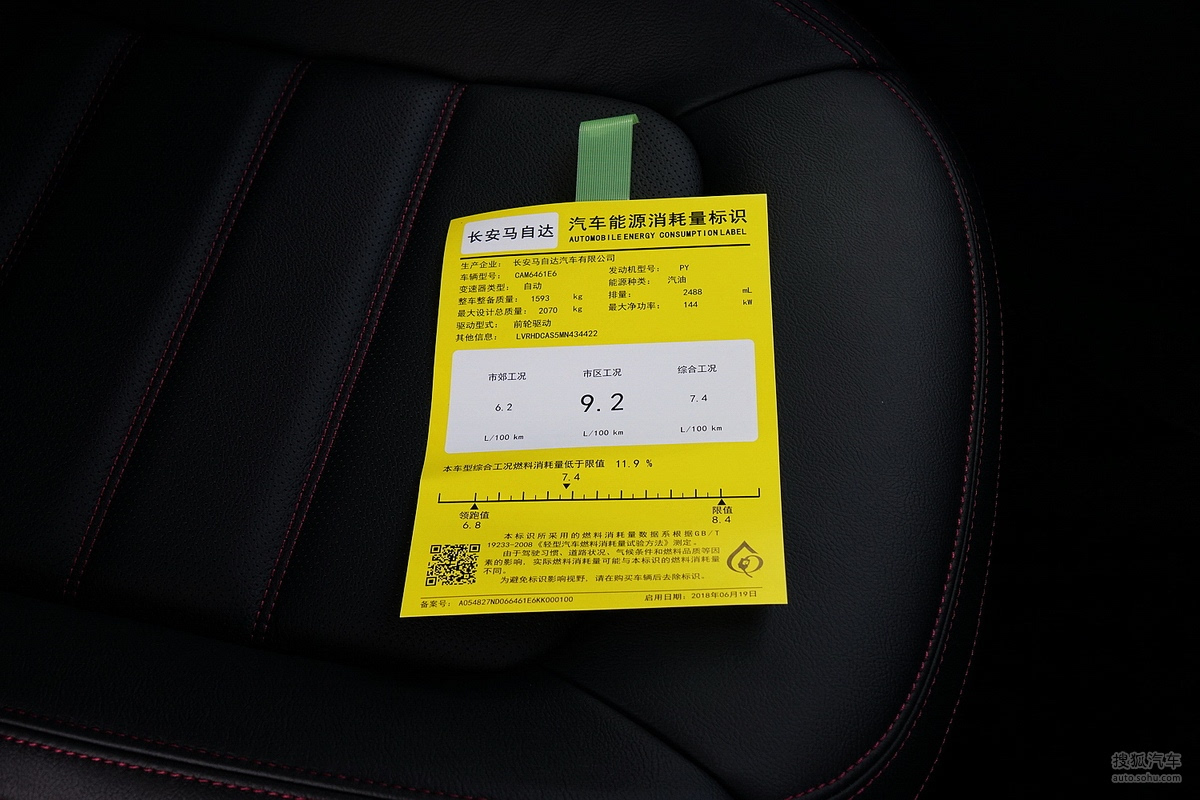 长安马自达
汽车能源消耗量标识
AUTOMOBILE ENERGY CONSUMPTION LABEL
生产企业： 长安马自达汽车有限公司
车辆型号： CAM6461E6 发动机型号： PY
变速器类型： 自动 能源种类： 汽油
整车整备质量： 1593 kg 排量： 2488 mL
最大设计总质量： 2070 kg 最大净功率： 144 kW
驱动型式： 前轮驱动
其他信息： LVRHDCAS5MN434422
市郊工况 市区工况 综合工况
6.2 9.2 7.4
L/100 km L/100 km L/100 km
本车型综合工况燃料消耗量低于限值 11.9 %
7.4
领跑值 限值
6.8 8.4
本标识所采用的燃料消耗量数据系根据GB/T
19233-2008《轻型汽车燃料消耗量试验方法》测定。
由于驾驶习惯、道路状况、气候条件和燃料品质等因
素的影响，实际燃料消耗量可能与本标识的燃料消耗量
不同。
为避免标识影响视野，请在购买车辆后去除标识。
备案号： A054827ND066461E6KK000100 启用日期：2018年06月19日
搜狐汽车
auto.sohu.com